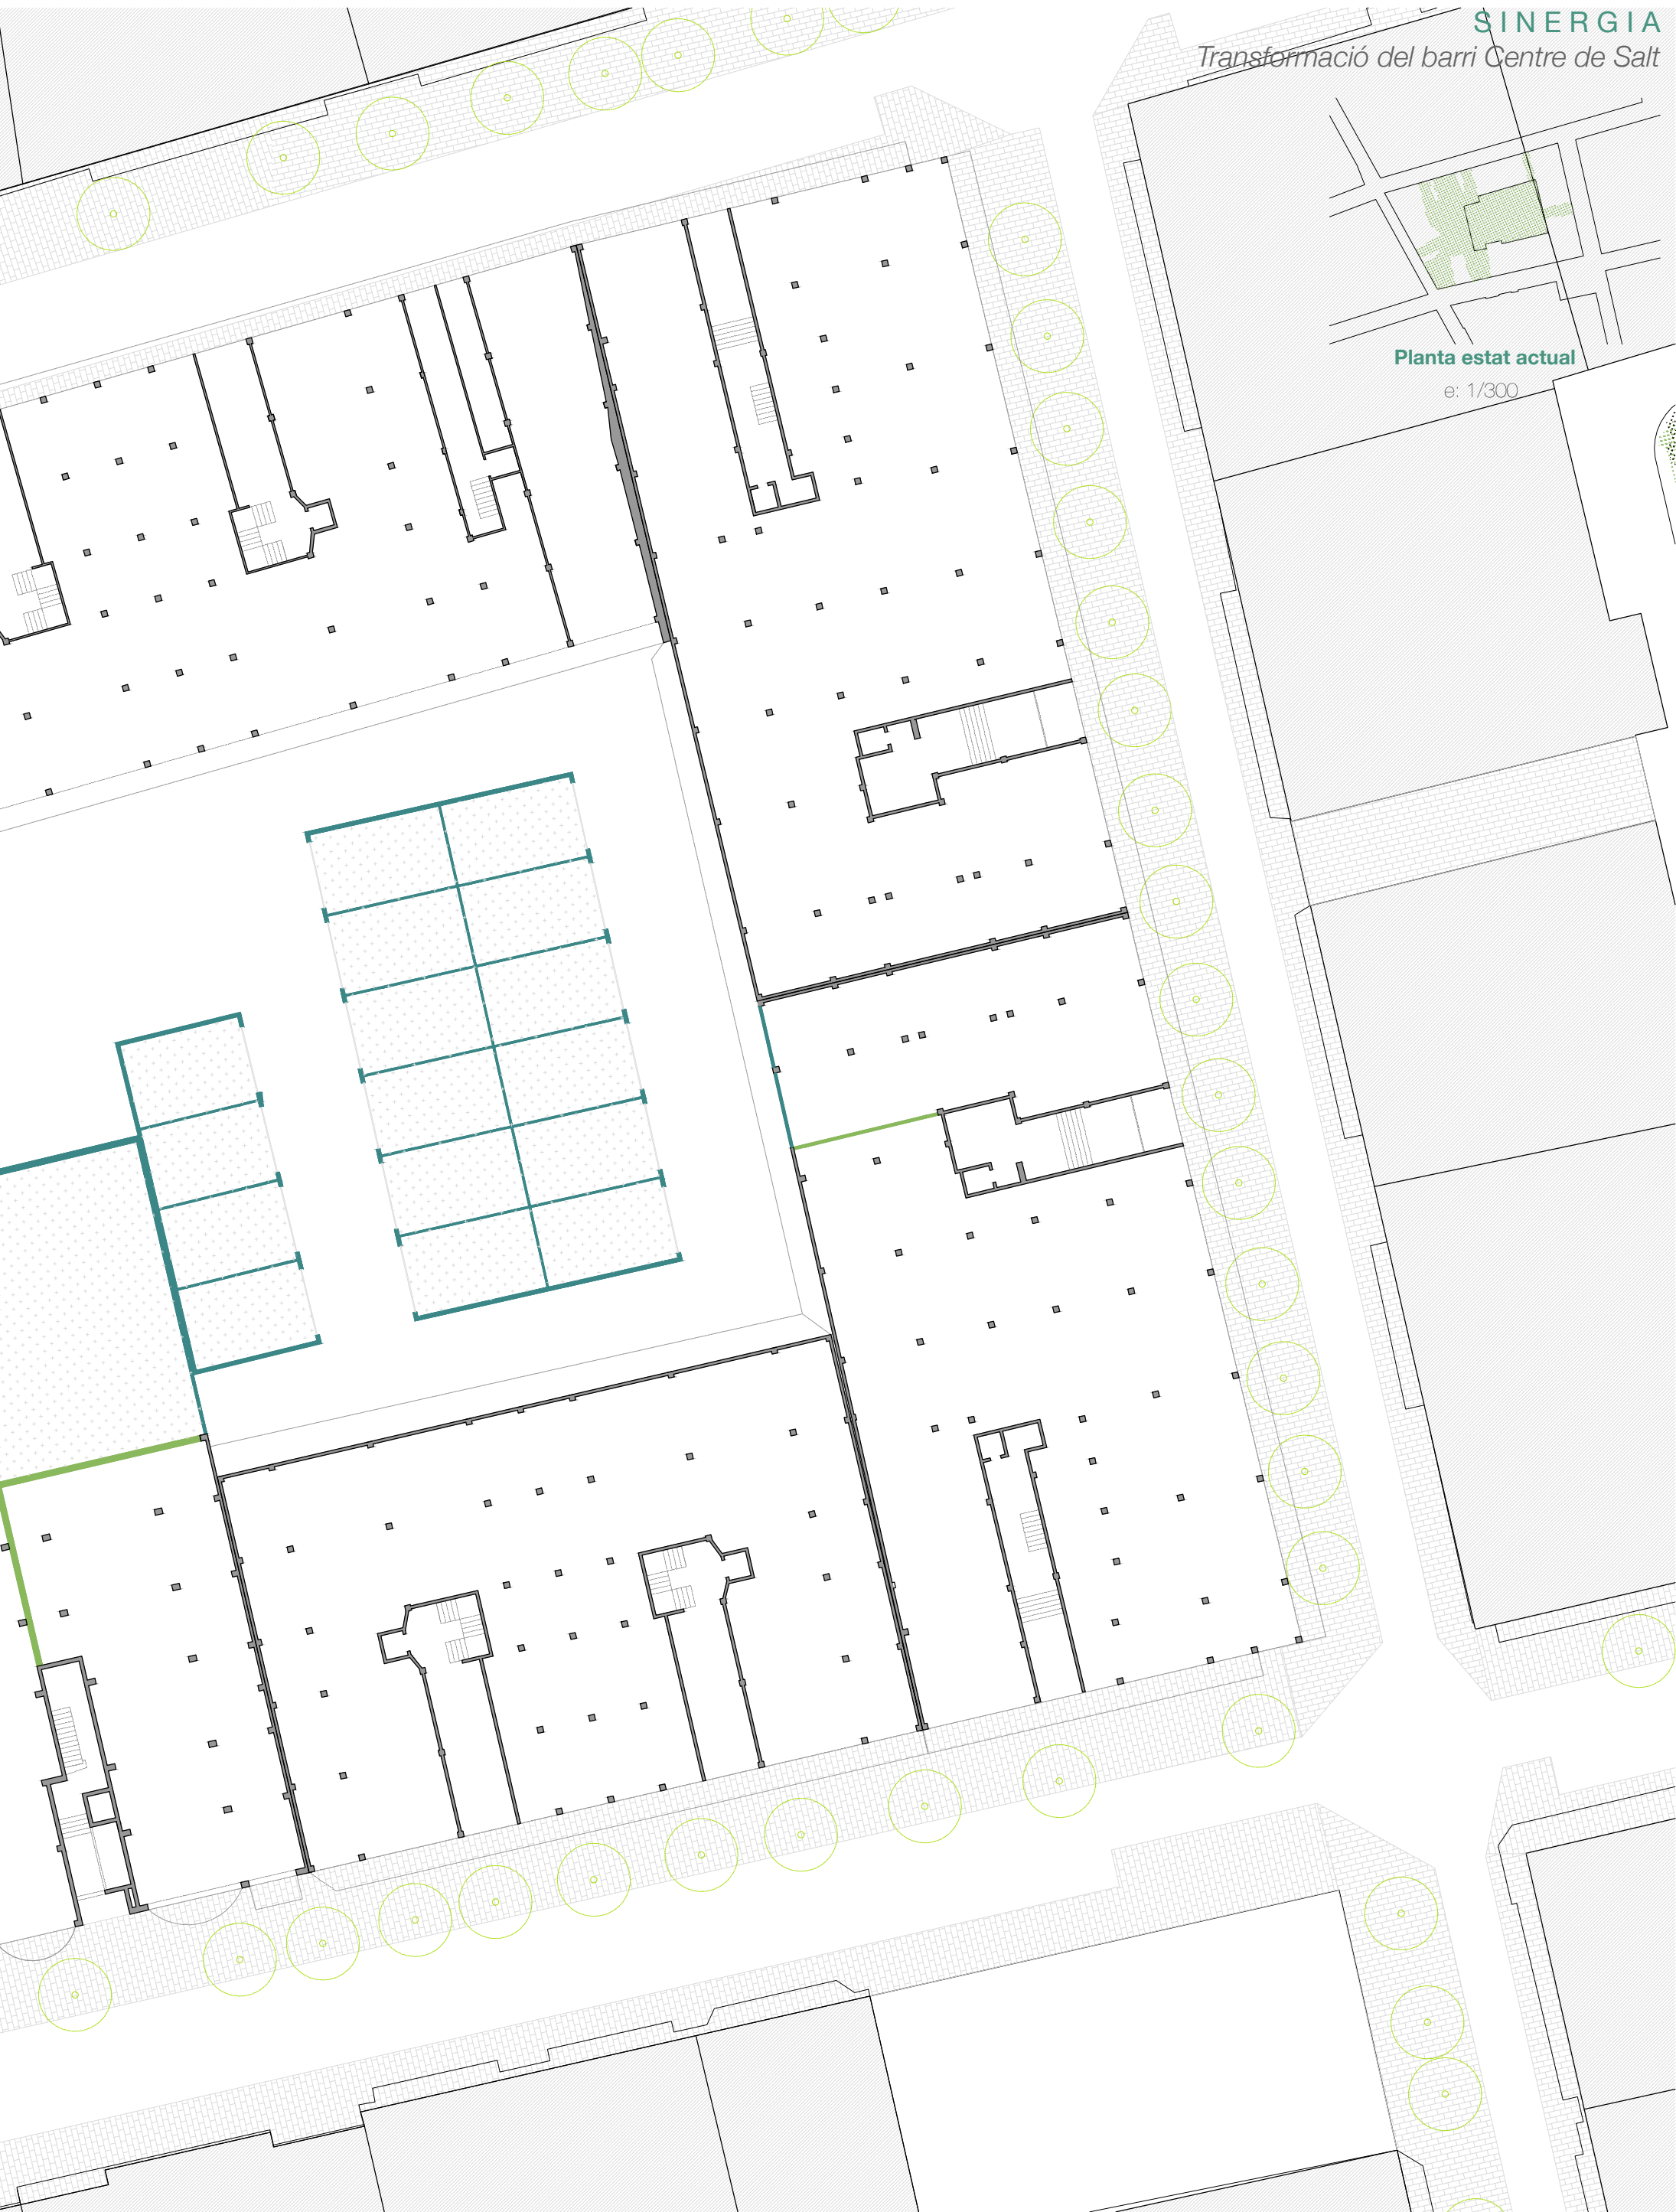 SINERGIA
Transformació del barri Centre de Salt
Planta estat actual
e: 1/300